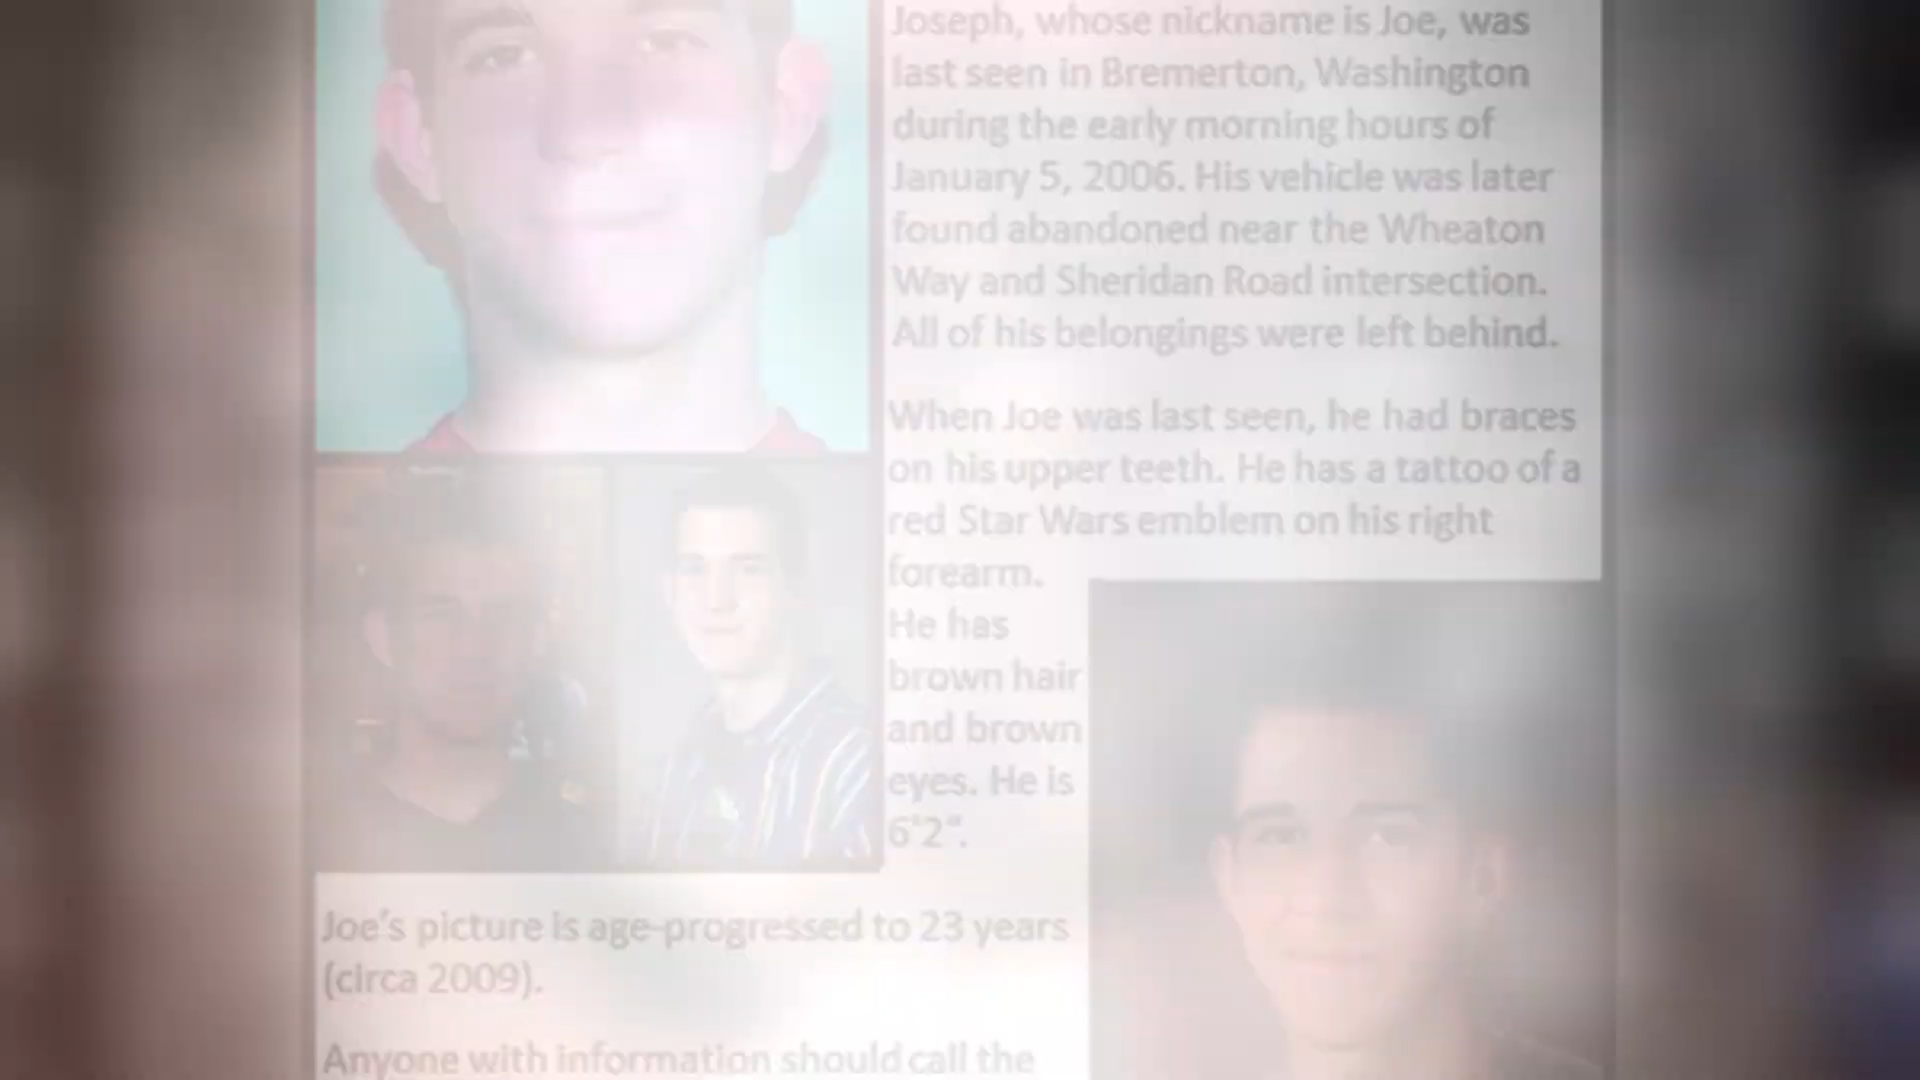 Joseph, whose nickname is Joe, was
last seen in Bremerton, Washington
during the early morning hours of
January 5, 2006. His vehicle was later
found abandoned near the Wheaton
Way and Sheridan Road intersection.
All of his belongings were left behind.
When Joe was last seen, he had braces
on his upper teeth. He has a tattoo of a
red Star Wars emblem on his right
forearm.
He has
brown hair
and brown
eyes. He is
6'2".
Joe's picture is age-progressed to 23 years
(circa 2009).
Anyone with information should call the